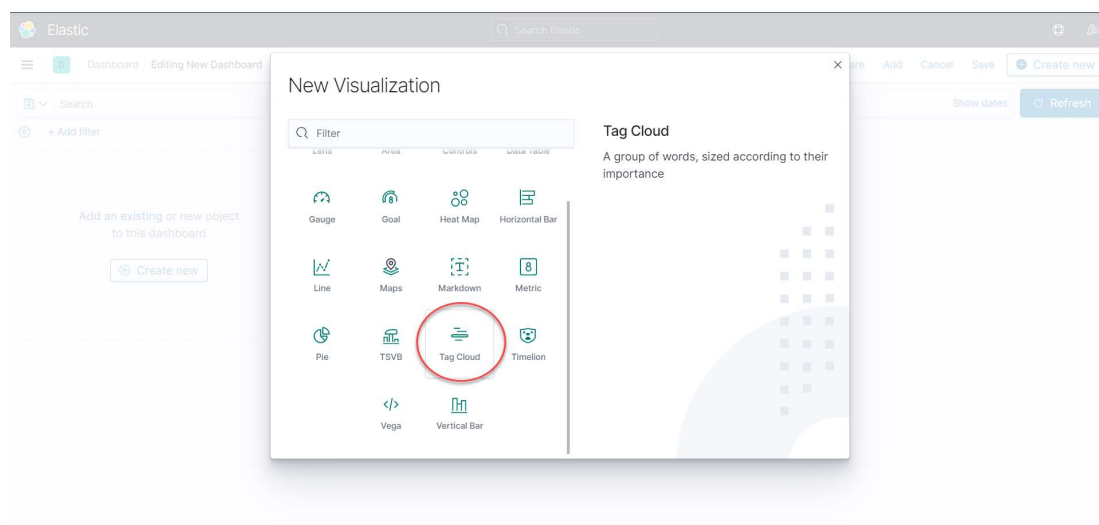 Elastic
Search Elastic
D Dashboard Editing New Dashboard
Add Cancel Save Create new
Search
Show dates Refresh
+ Add filter
Add an existing or new object
to this dashboard
Create new
New Visualization
Filter
Lens Area Controls Data Table
Gauge Goal Heat Map Horizontal Bar
Line Maps Markdown Metric
Pie TSVB Tag Cloud Timelion
Vega Vertical Bar
Tag Cloud
A group of words, sized according to their
importance